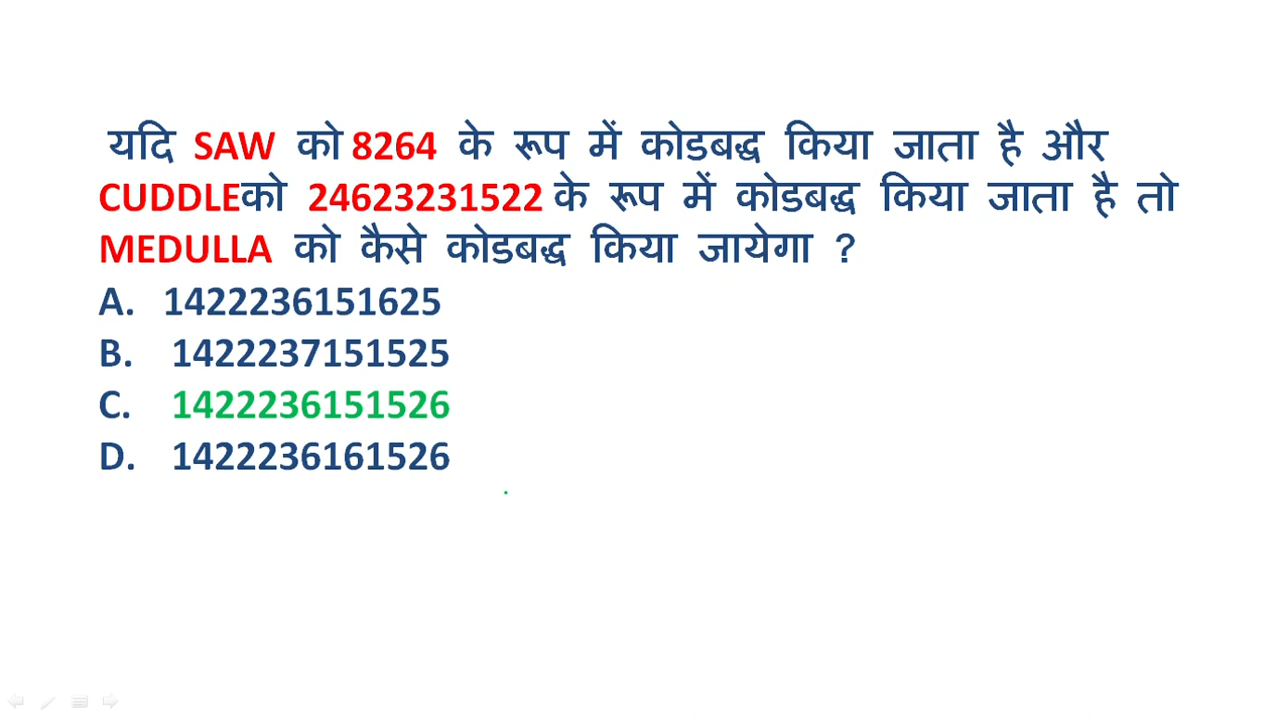 यदि SAW को 8264 के रूप में कोडबद्ध किया जाता है और
CUDDLEको 24623231522 के रूप में कोडबद्ध किया जाता है तो
MEDULLA को कैसे कोडबद्ध किया जायेगा ?
A. 1422236151625
B. 1422237151525
C. 1422236151526
D. 1422236161526